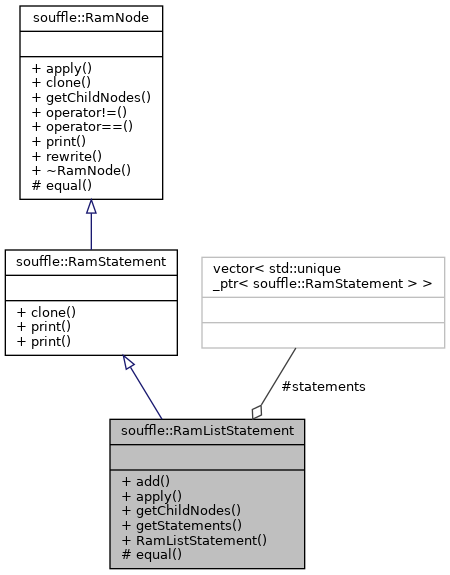 souffle::RamNode
+ apply()
+ clone()
+ getChildNodes()
+ operator!=()
+ operator==()
+ print()
+ rewrite()
+ ~RamNode()
# equal()
souffle::RamStatement
+ clone()
+ print()
+ print()
vector< std::unique
_ptr< souffle::RamStatement > >
#statements
souffle::RamListStatement
+ add()
+ apply()
+ getChildNodes()
+ getStatements()
+ RamListStatement()
# equal()